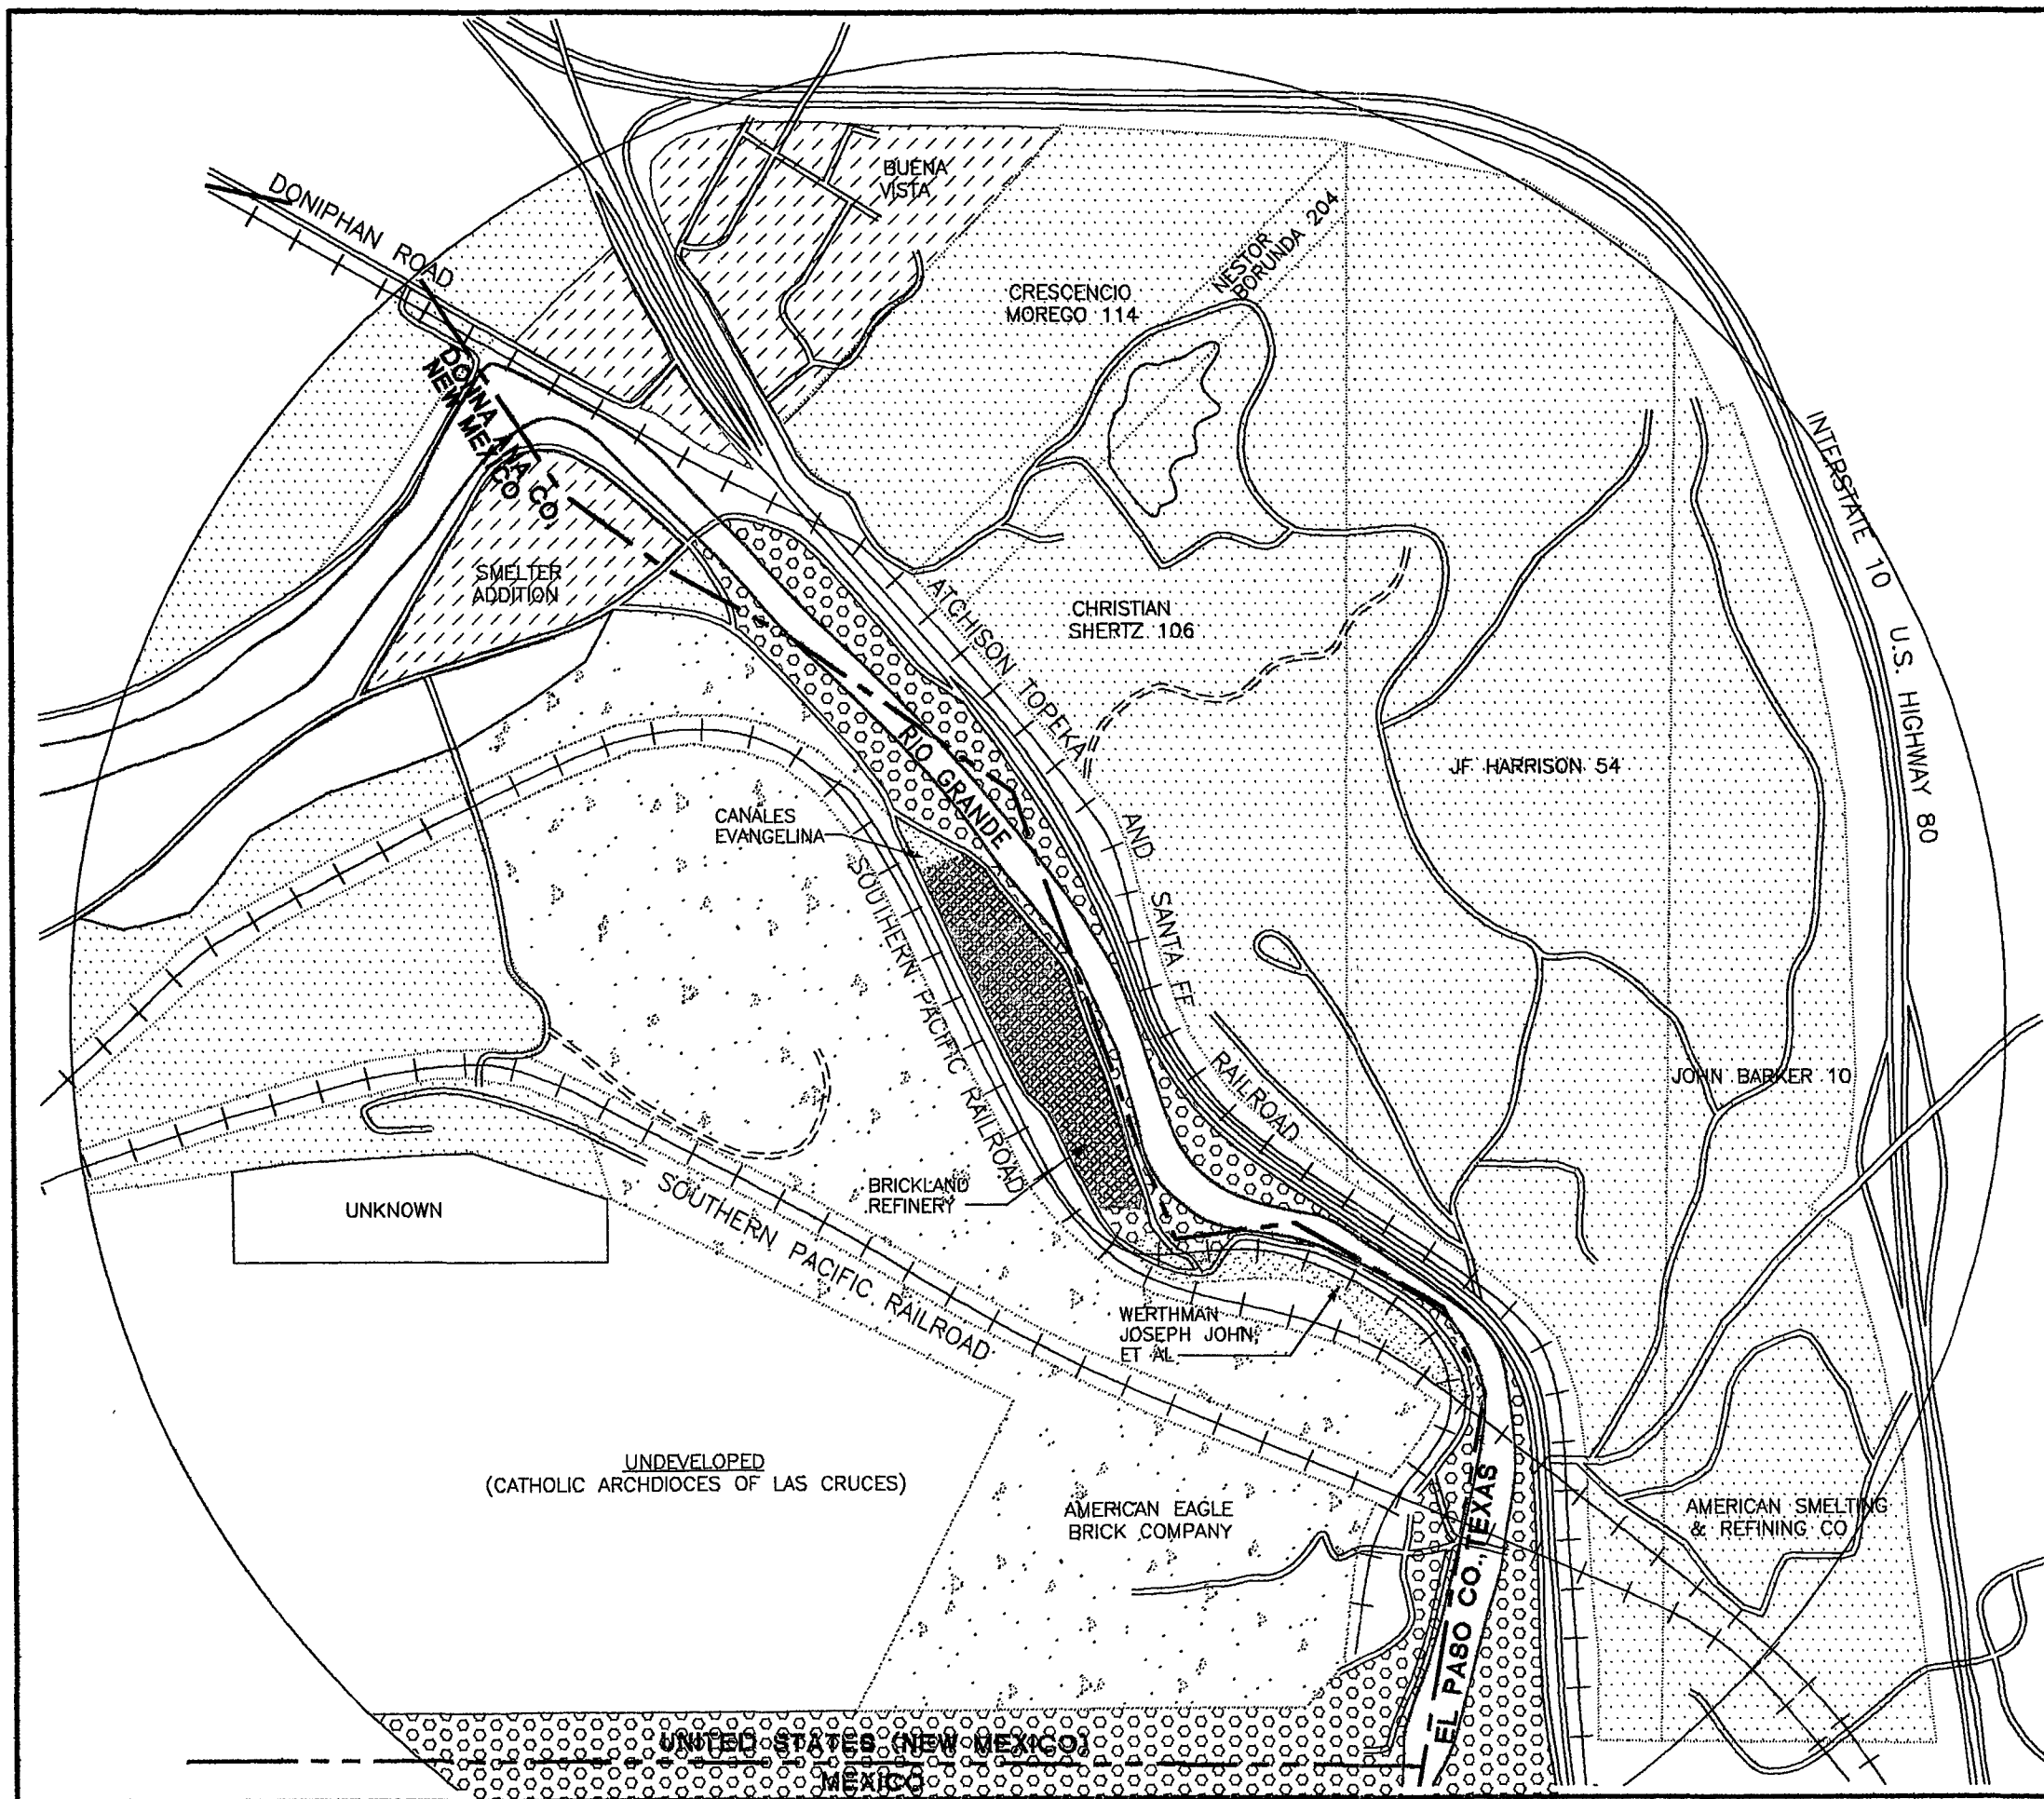 DONIPHAN ROAD
BUENA
VISTA
NESTOR
BORUNDA 204
CRESCENCIO
MOREGO 114
DONNA ANA CO.
NEW MEXICO
INTERSTATE 10 U.S. HIGHWAY 80
SMELTER
ADDITION
CHRISTIAN
SHERTZ 106
ATCHISON TOPEKA AND SANTA FE RAILROAD
RIO GRANDE
JF HARRISON 54
CANALES
EVANGELINA
SOUTHERN PACIFIC RAILROAD
JOHN BARKER 10
BRICKLAND
REFINERY
UNKNOWN
SOUTHERN PACIFIC RAILROAD
WERTHMAN
JOSEPH JOHN,
ET AL
UNDEVELOPED
(CATHOLIC ARCHDIOCES OF LAS CRUCES)
AMERICAN EAGLE
BRICK COMPANY
EL PASO CO., TEXAS
AMERICAN SMELTING
& REFINING CO
UNITED STATES (NEW MEXICO)
MEXICO